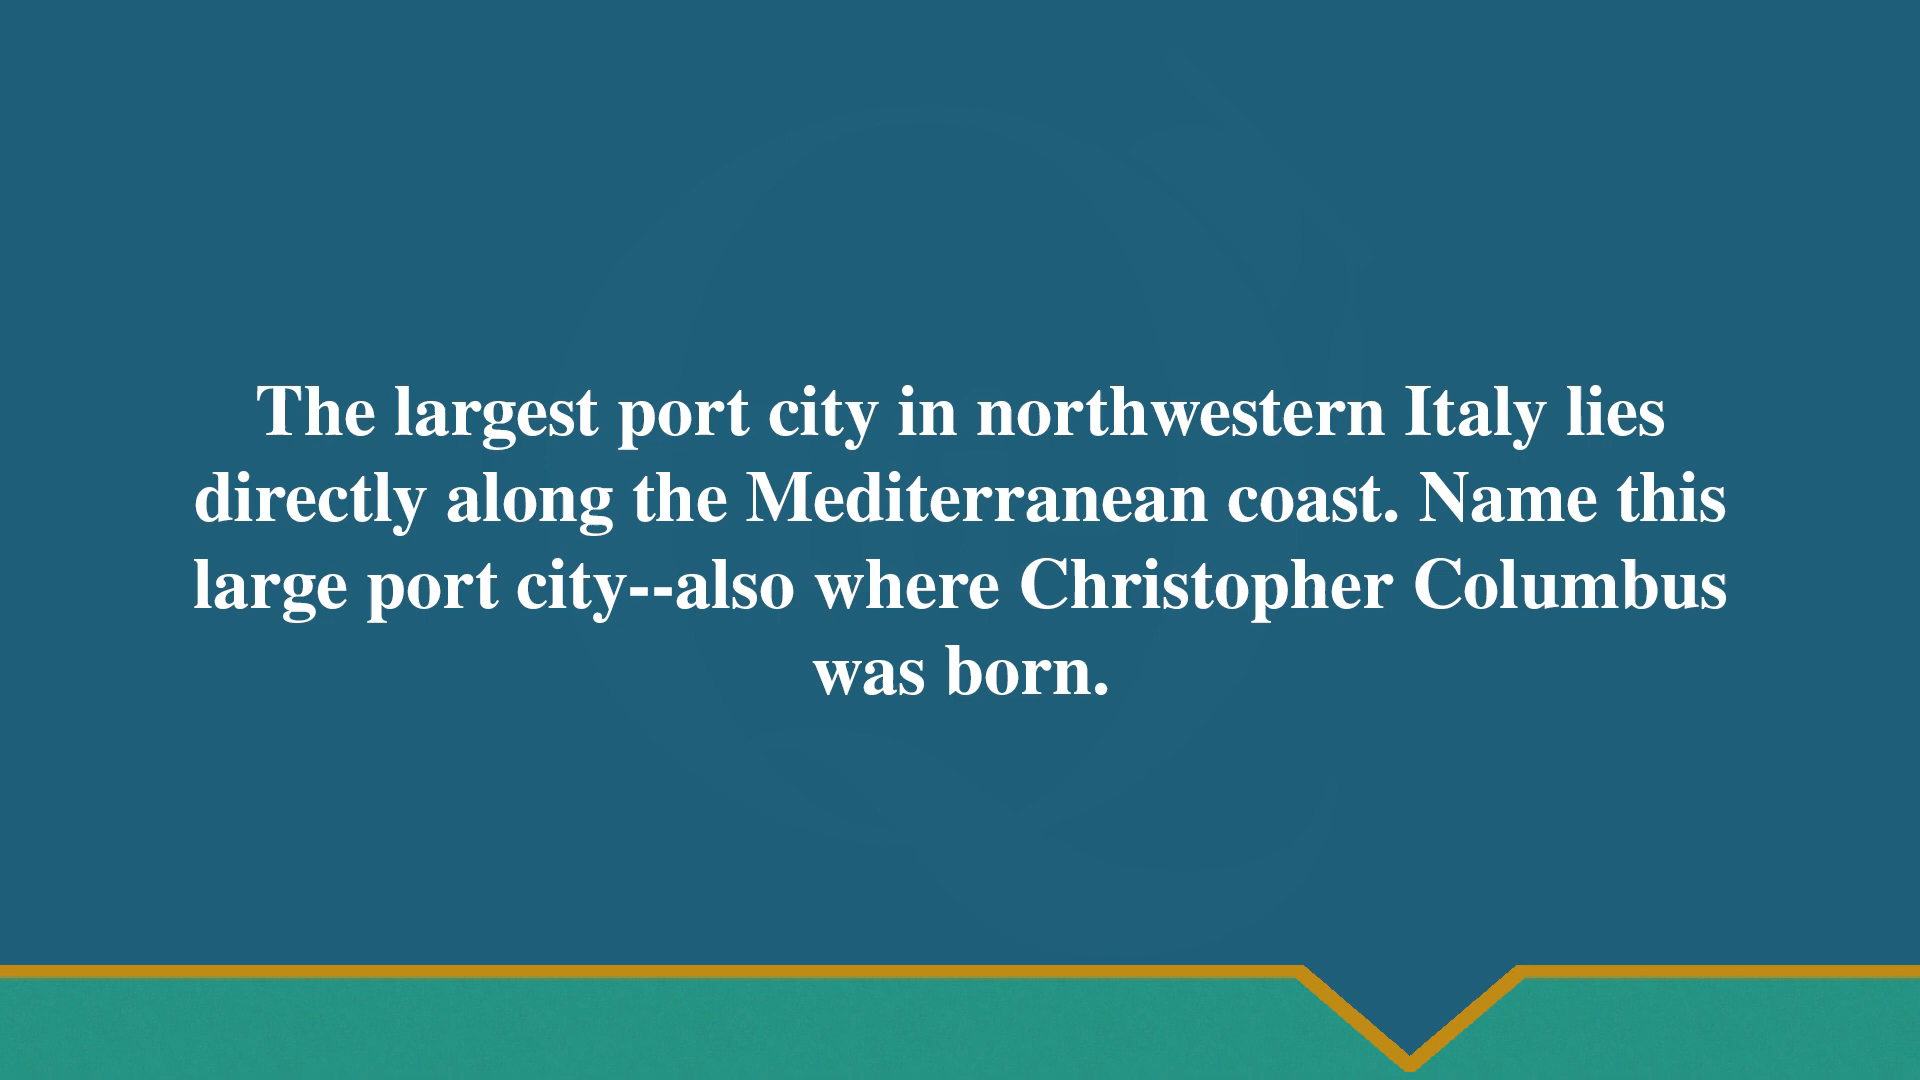 The largest port city in northwestern Italy lies
directly along the Mediterranean coast. Name this
large port city--also where Christopher Columbus
was born.